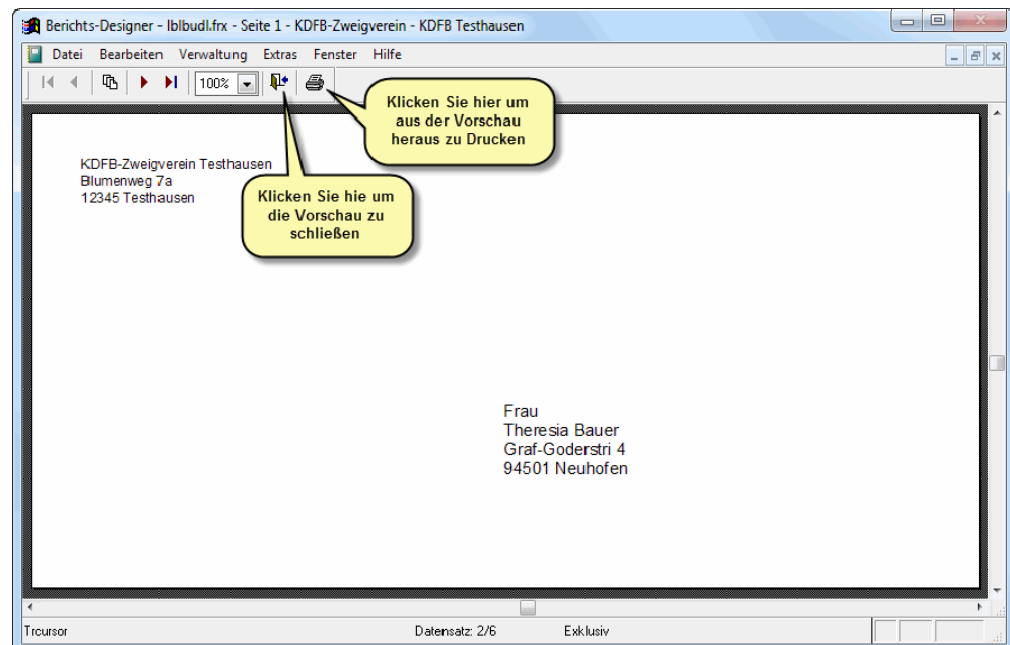 Berichts-Designer - lblbudl.frx - Seite 1 - KDFB-Zweigverein - KDFB Testhausen
Datei Bearbeiten Verwaltung Extras Fenster Hilfe
100%
Klicken Sie hier um
aus der Vorschau
heraus zu Drucken
KDFB-Zweigverein Testhausen
Blumenweg 7a
12345 Testhausen
Klicken Sie hie um
die Vorschau zu
schließen
Frau
Theresia Bauer
Graf-Goderstri 4
94501 Neuhofen
Trcursor Datensatz: 2/6 Exklusiv